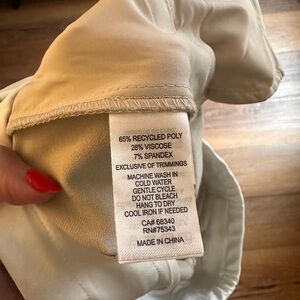 65% RECYCLED POLY
28% VISCOSE
7% SPANDEX
EXCLUSIVE OF TRIMMINGS
MACHINE WASH IN
COLD WATER
GENTLE CYCLE
DO NOT BLEACH
HANG TO DRY
COOL IRON IF NEEDED
CA# 68340
RN#75343
MADE IN CHINA